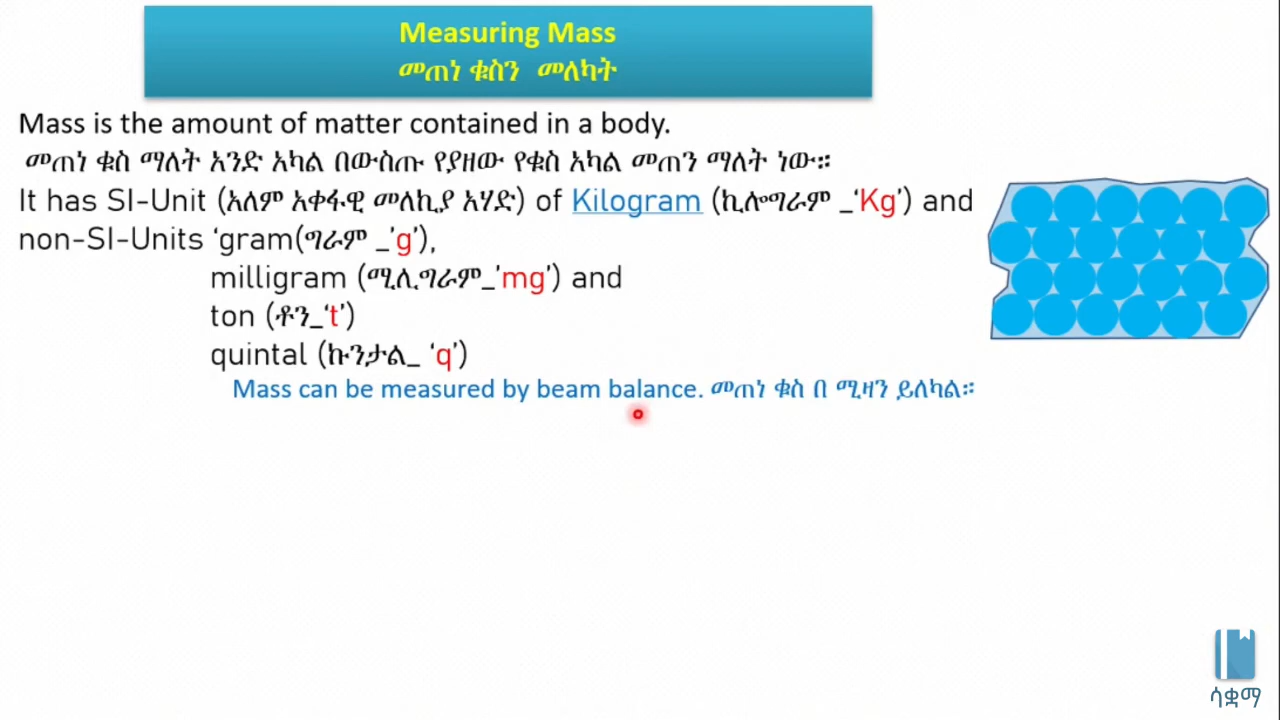 Measuring Mass
መጠነ ቁስን መለካት
Mass is the amount of matter contained in a body.
መጠነ ቁስ ማለት አንድ አካል በውስጡ የያዘው የቁስ አካል መጠን ማለት ነው።
It has SI-Unit (አለም አቀፋዊ መለኪያ አሃድ) of Kilogram (ኪሎግራም _‘Kg’) and
non-SI-Units ‘gram(ግራም _’g’),
milligram (ሚሊግራም_’mg’) and
ton (ቶን_‘t’)
quintal (ኩንታል_ ‘q’)
Mass can be measured by beam balance. መጠነ ቁስ በ ሚዛን ይለካል።
ሳቋማ